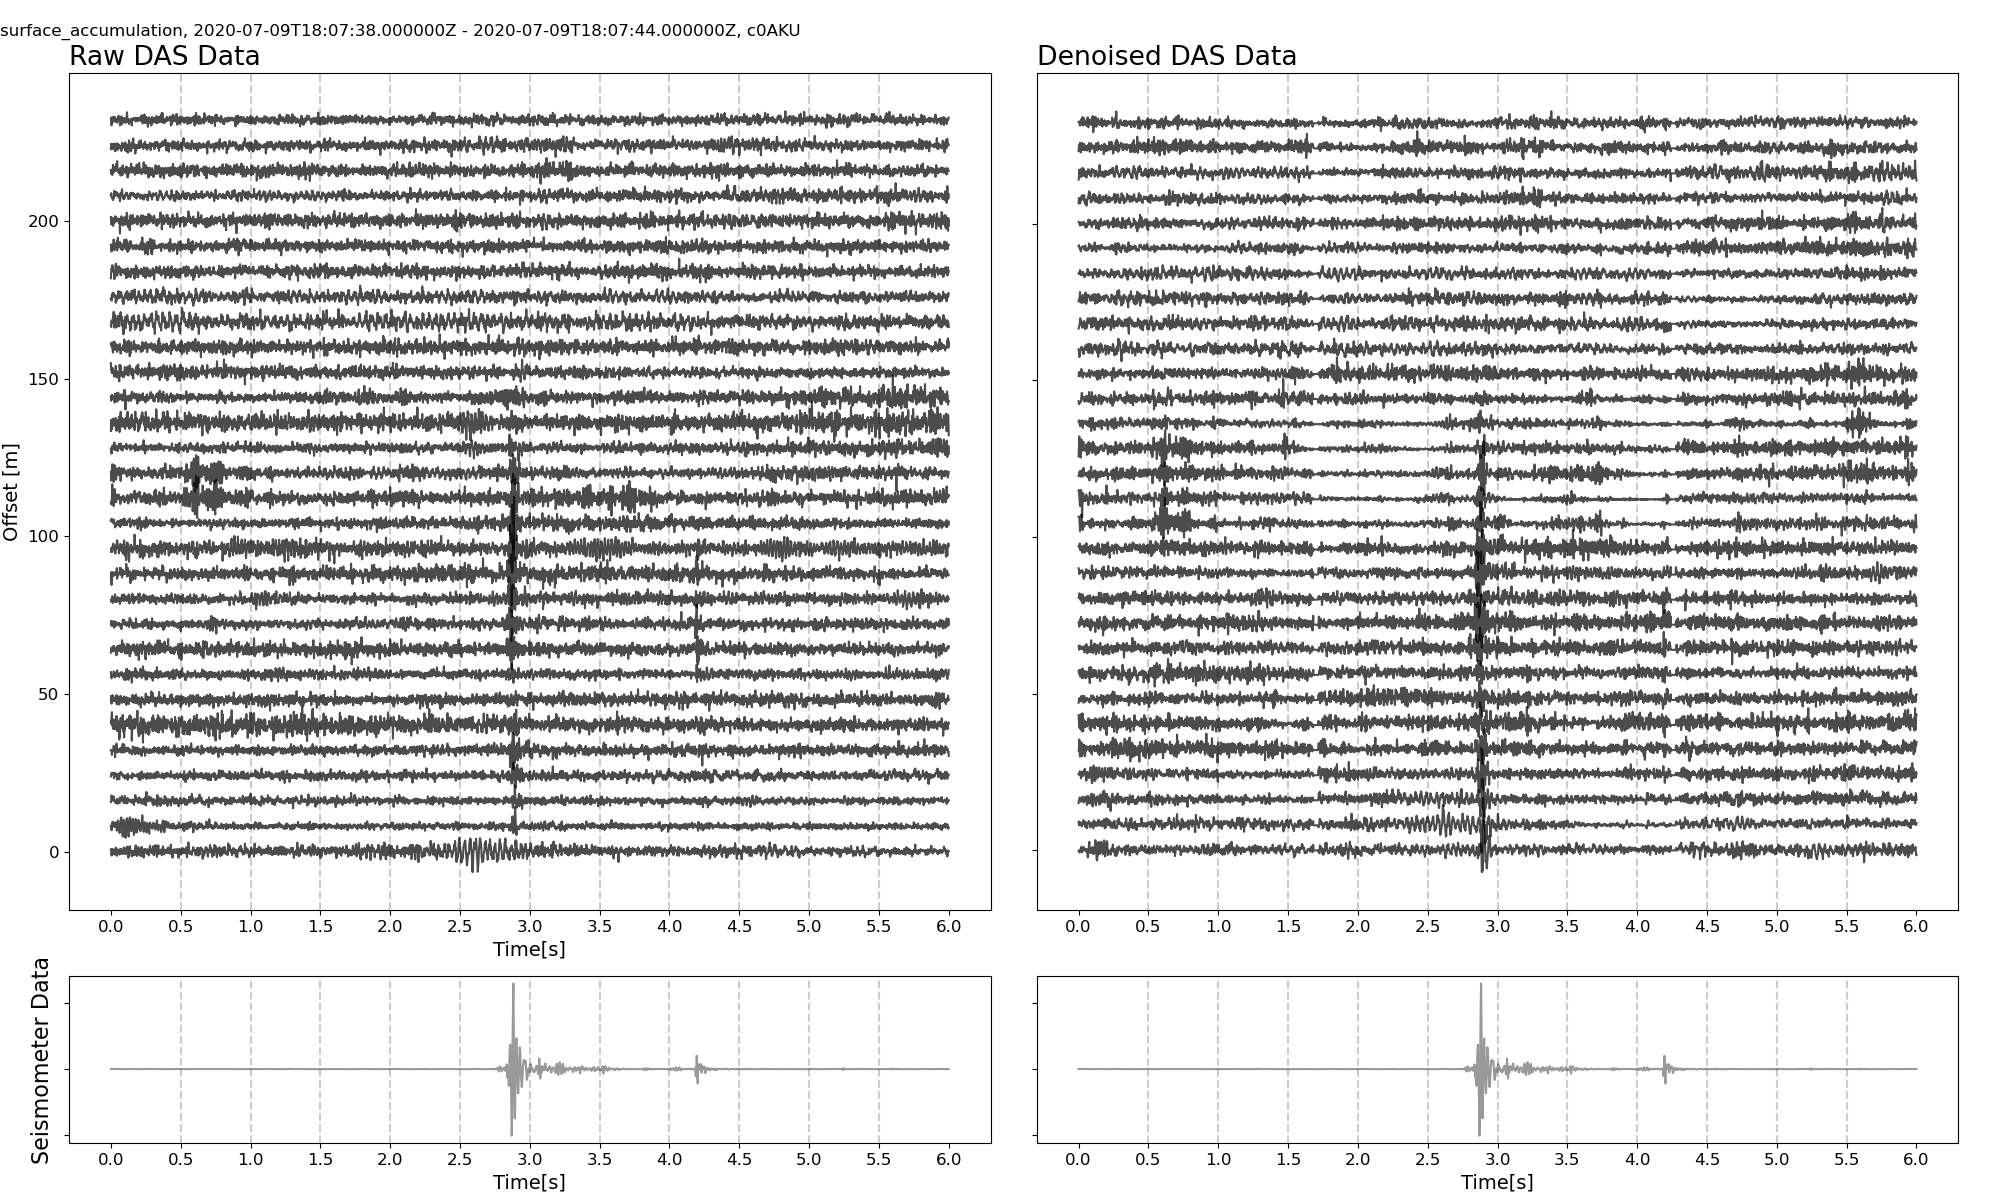 surface_accumulation, 2020-07-09T18:07:38.000000Z - 2020-07-09T18:07:44.000000Z, c0AKU
Raw DAS Data
Denoised DAS Data
Offset [m]
200
150
100
50
0
0.0 0.5 1.0 1.5 2.0 2.5 3.0 3.5 4.0 4.5 5.0 5.5 6.0
Time[s]
0.0 0.5 1.0 1.5 2.0 2.5 3.0 3.5 4.0 4.5 5.0 5.5 6.0
Seismometer Data
0.0 0.5 1.0 1.5 2.0 2.5 3.0 3.5 4.0 4.5 5.0 5.5 6.0
Time[s]
0.0 0.5 1.0 1.5 2.0 2.5 3.0 3.5 4.0 4.5 5.0 5.5 6.0
Time[s]